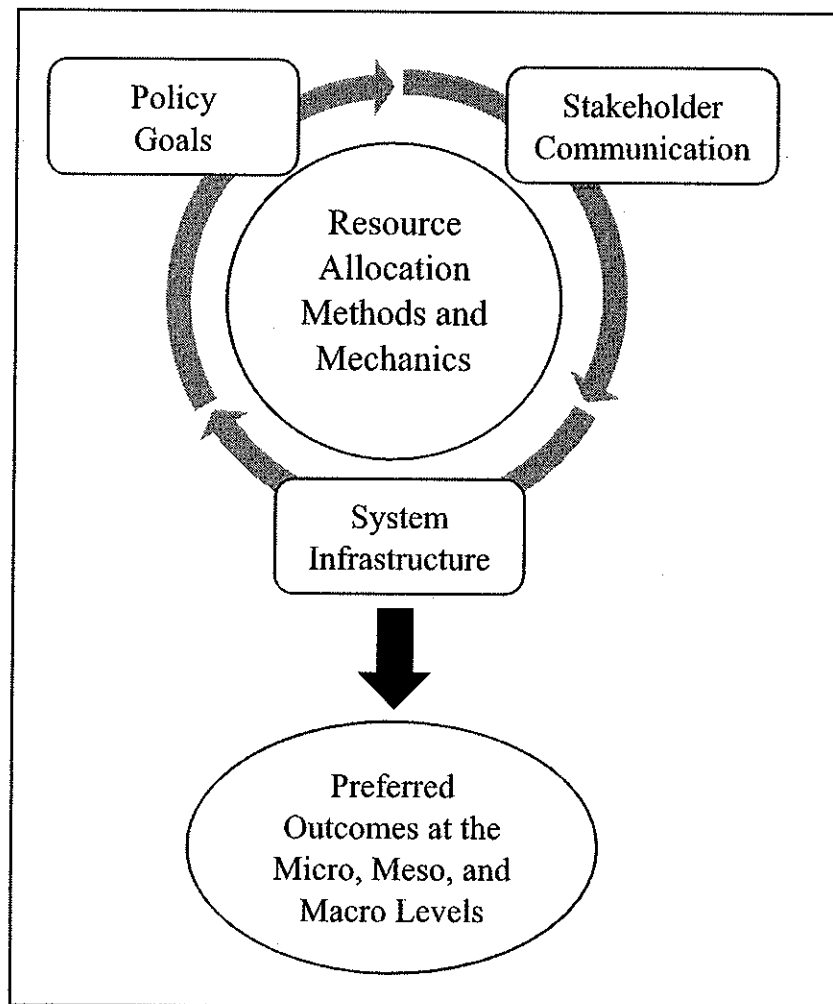 Policy
Goals
Stakeholder
Communication
Resource
Allocation
Methods and
Mechanics
System
Infrastructure
Preferred
Outcomes at the
Micro, Meso, and
Macro Levels